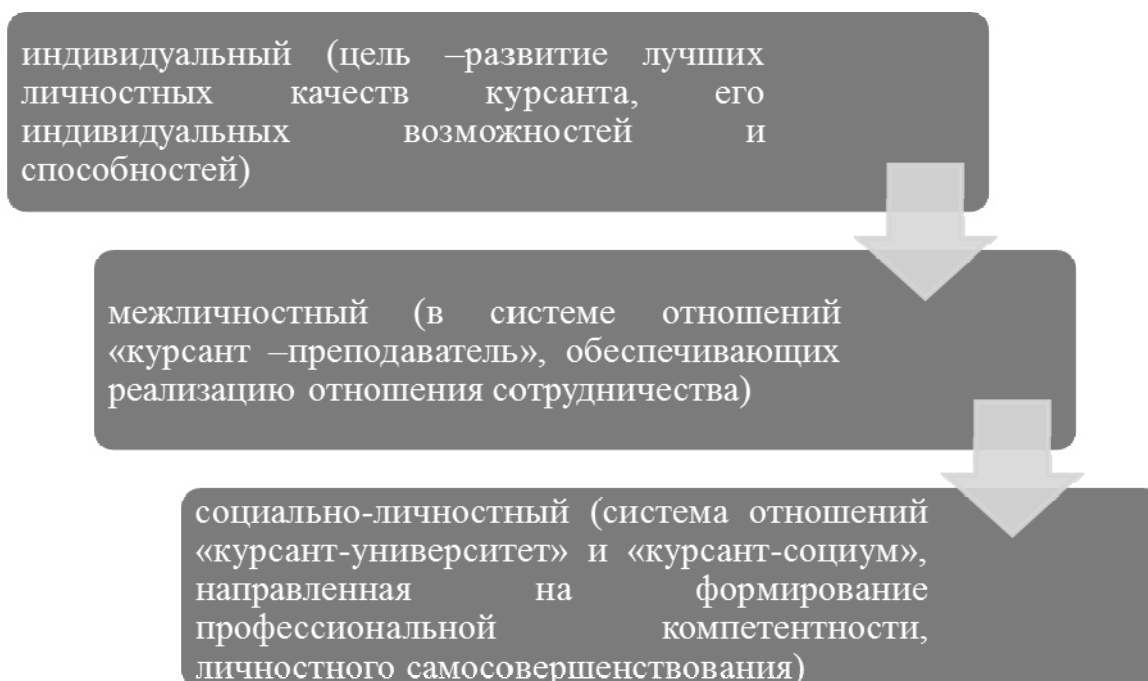 индивидуальный (цель –развитие лучших
личностных качеств курсанта, его
индивидуальных возможностей и
способностей)
межличностный (в системе отношений
«курсант –преподаватель», обеспечивающих
реализацию отношения сотрудничества)
социально-личностный (система отношений
«курсант-университет» и «курсант-социум»,
направленная на формирование
профессиональной компетентности,
личностного самосовершенствования)